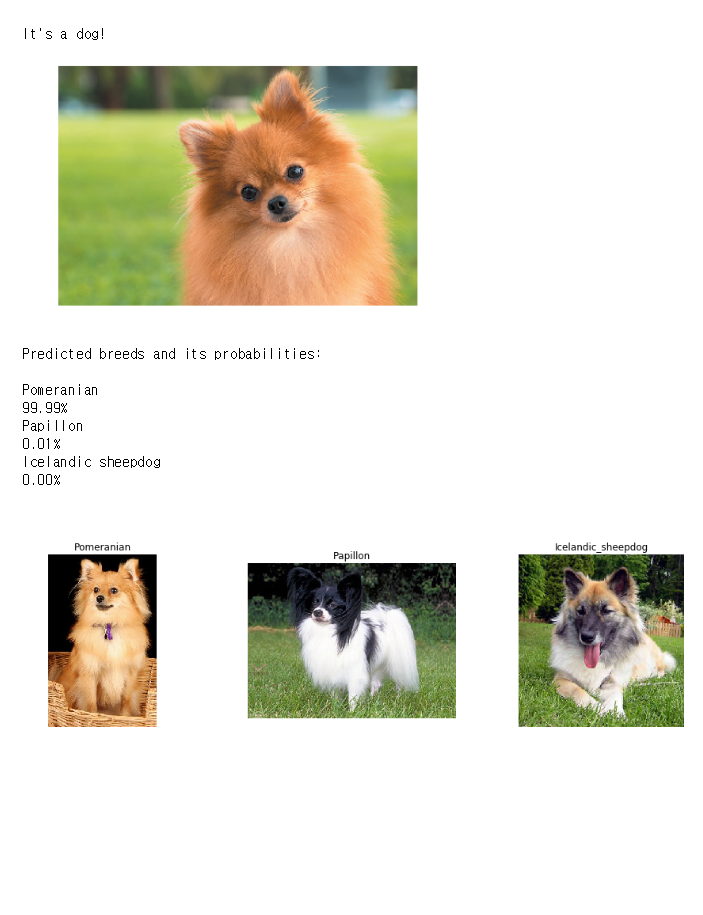 It's a dog!
Predicted breeds and its probabilities:
Pomeranian
99.99%
Papillon
0.01%
Icelandic sheepdog
0.00%
Pomeranian
Papillon
Icelandic_sheepdog